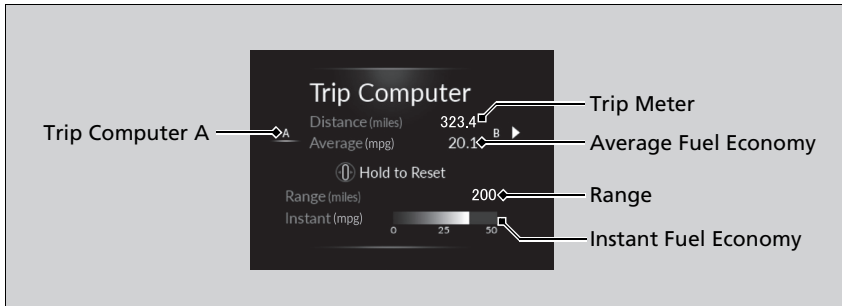 Trip Computer
Distance (miles) 323.4
A
B
Average (mpg) 20.1
Hold to Reset
Range (miles) 200
Instant (mpg)
0 25 50
Trip Computer A
Trip Meter
Average Fuel Economy
Range
Instant Fuel Economy